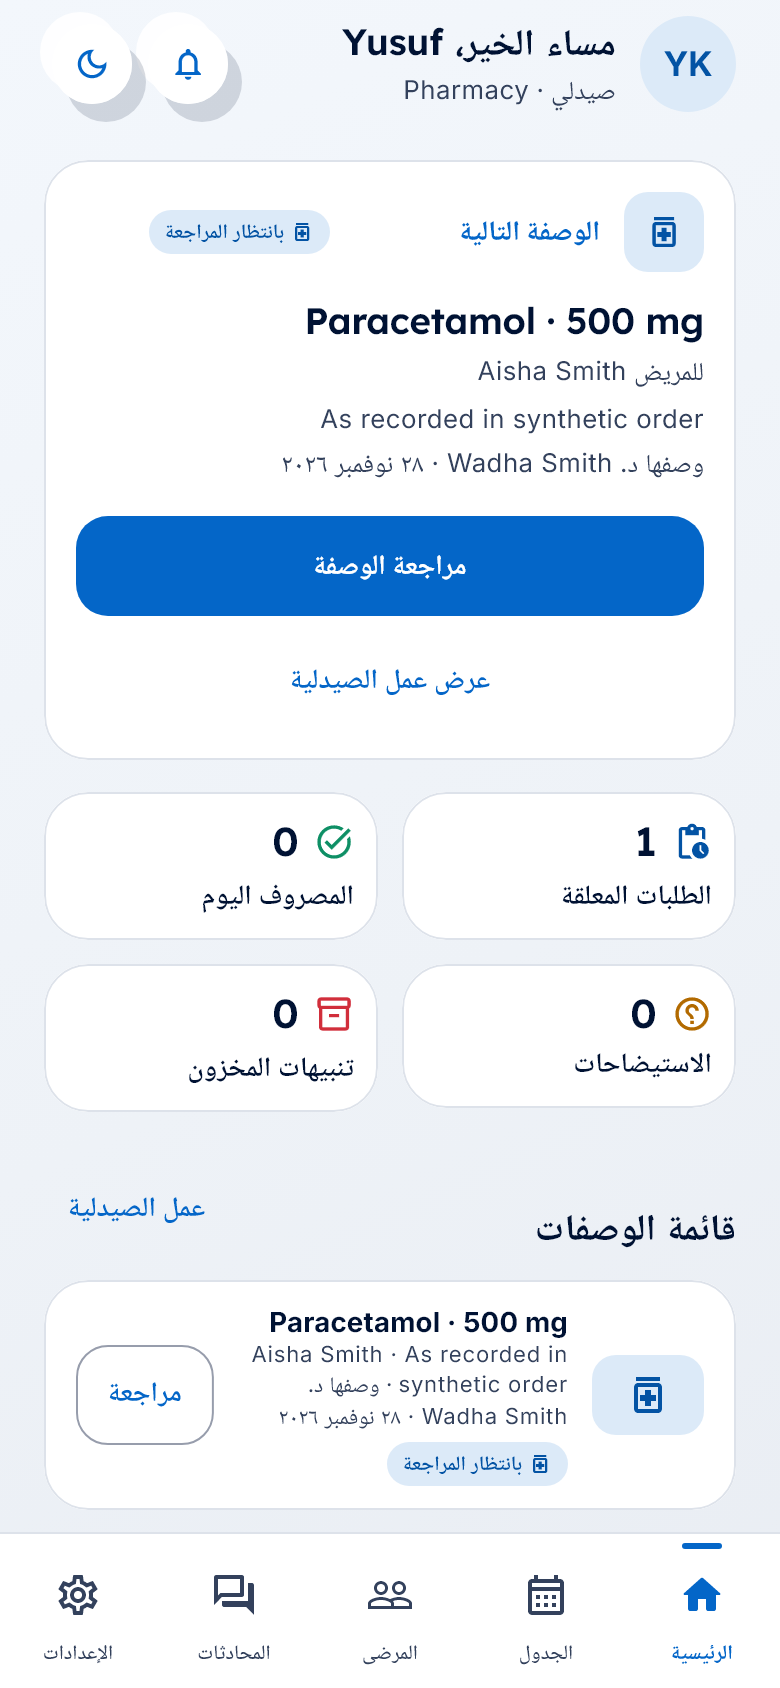 YK
مساء الخير، Yusuf
صيدلي · Pharmacy
الوصفة التالية
بانتظار المراجعة
Paracetamol · 500 mg
للمريض Aisha Smith
As recorded in synthetic order
وصفها د. Wadha Smith · ٢٨ نوفمبر ٢٠٢٦
مراجعة الوصفة
عرض عمل الصيدلية
1
الطلبات المعلقة
0
المصروف اليوم
0
الاستيضاحات
0
تنبيهات المخزون
قائمة الوصفات
عمل الصيدلية
Paracetamol · 500 mg
Aisha Smith · As recorded in
synthetic order · وصفها د.
Wadha Smith · ٢٨ نوفمبر ٢٠٢٦
بانتظار المراجعة
مراجعة
الرئيسية
الجدول
المرضى
المحادثات
الإعدادات